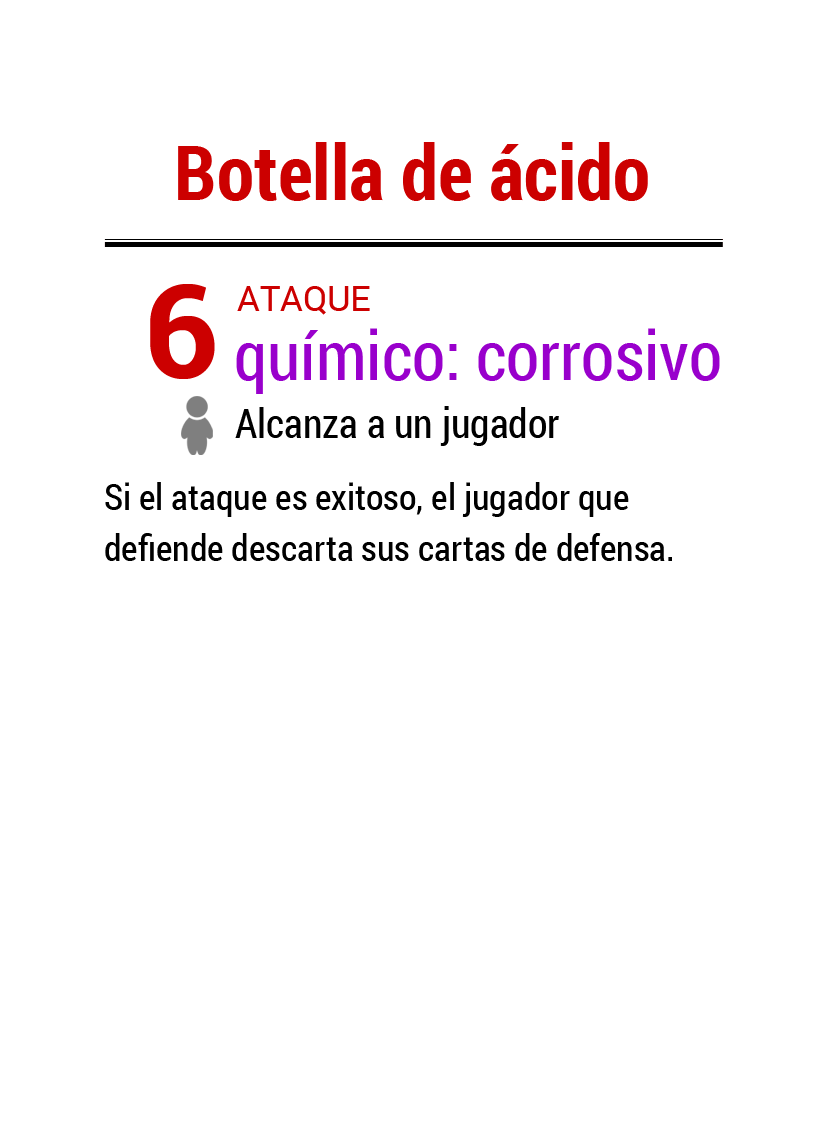 Botella de ácido
6 ATAQUE
químico: corrosivo
Alcanza a un jugador
Si el ataque es exitoso, el jugador que
defiende descarta sus cartas de defensa.